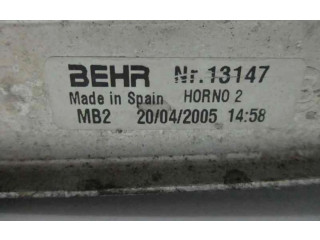 BEHR Nr.13147
Made in Spain HORNO 2
MB2 20/04/2005 14:58